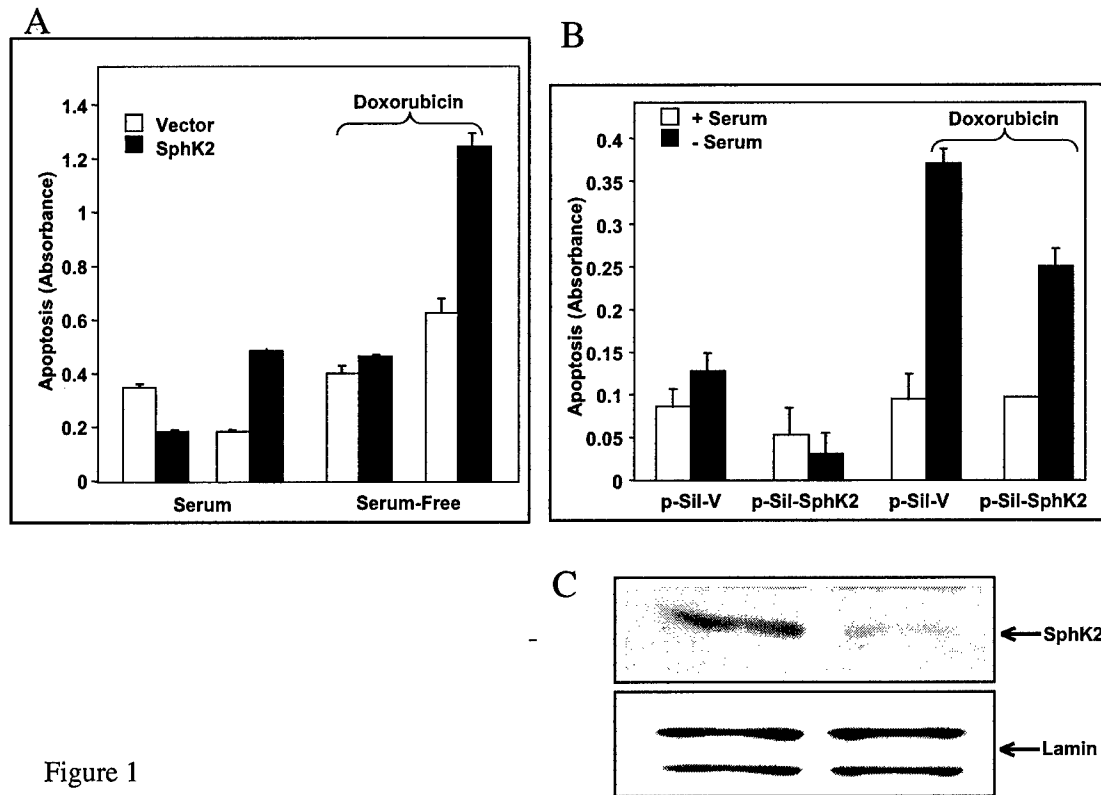 A
Apoptosis (Absorbance)
1.4
1.2
1
0.8
0.6
0.4
0.2
0
Vector
SphK2
Doxorubicin
Serum
Serum-Free
B
Apoptosis (Absorbance)
0.4
0.35
0.3
0.25
0.2
0.15
0.1
0.05
0
+ Serum
- Serum
Doxorubicin
p-Sil-V
p-Sil-SphK2
p-Sil-V
p-Sil-SphK2
C
SphK2
Lamin
Figure 1